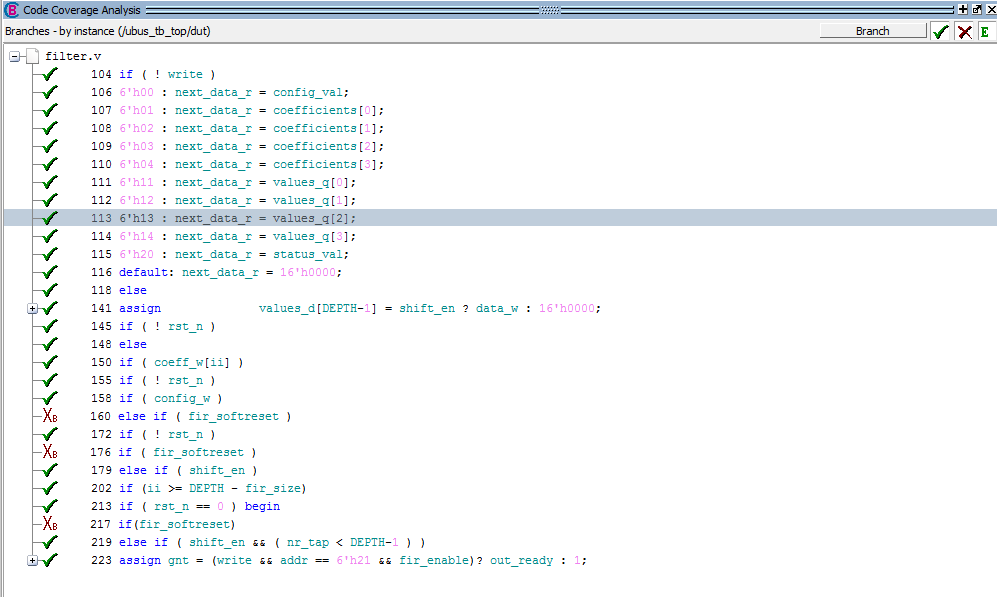 Code Coverage Analysis
Branches - by instance (/ubus_tb_top/dut) Branch E
filter.v
104 if ( ! write )
106 6'h00 : next_data_r = config_val;
107 6'h01 : next_data_r = coefficients[0];
108 6'h02 : next_data_r = coefficients[1];
109 6'h03 : next_data_r = coefficients[2];
110 6'h04 : next_data_r = coefficients[3];
111 6'h11 : next_data_r = values_q[0];
112 6'h12 : next_data_r = values_q[1];
113 6'h13 : next_data_r = values_q[2];
114 6'h14 : next_data_r = values_q[3];
115 6'h20 : next_data_r = status_val;
116 default: next_data_r = 16'h0000;
118 else
141 assign values_d[DEPTH-1] = shift_en ? data_w : 16'h0000;
145 if ( ! rst_n )
148 else
150 if ( coeff_w[ii] )
155 if ( ! rst_n )
158 if ( config_w )
XB 160 else if ( fir_softreset )
172 if ( ! rst_n )
XB 176 if ( fir_softreset )
179 else if ( shift_en )
202 if (ii >= DEPTH - fir_size)
213 if ( rst_n == 0 ) begin
XB 217 if(fir_softreset)
219 else if ( shift_en && ( nr_tap < DEPTH-1 ) )
223 assign gnt = (write && addr == 6'h21 && fir_enable)? out_ready : 1;